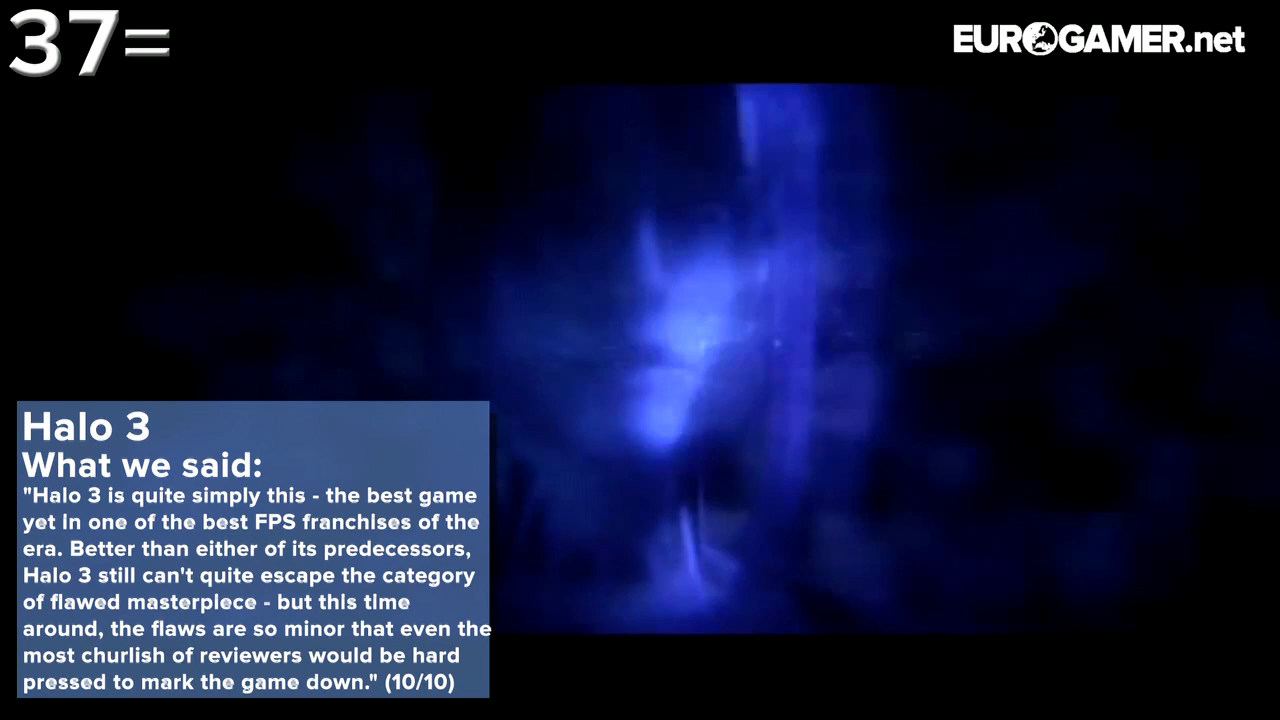 37=
EUROGAMER.net
Halo 3
What we said:
"Halo 3 is quite simply this - the best game
yet in one of the best FPS franchises of the
era. Better than either of its predecessors,
Halo 3 still can't quite escape the category
of flawed masterpiece - but this time
around, the flaws are so minor that even the
most churlish of reviewers would be hard
pressed to mark the game down." (10/10)